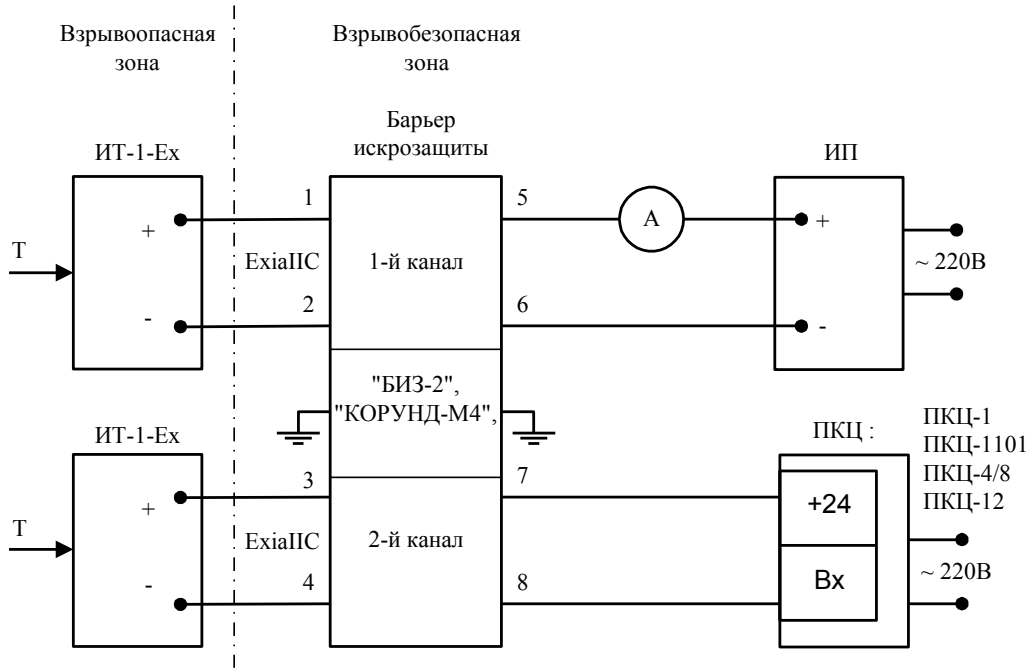 Взрывоопасная
зона
Взрывобезопасная
зона
Барьер
искрозащиты
ИТ-1-Ex
ИП
1
5
+
А
+
Т
ExiaIIC
1-й канал
~ 220В
2
6
-
-
"БИЗ-2",
"КОРУНД-М4",
ИТ-1-Ex
ПКЦ :
ПКЦ-1
ПКЦ-1101
ПКЦ-4/8
ПКЦ-12
3
7
+
+24
Т
ExiaIIC
2-й канал
4
8
-
Вх
~ 220В